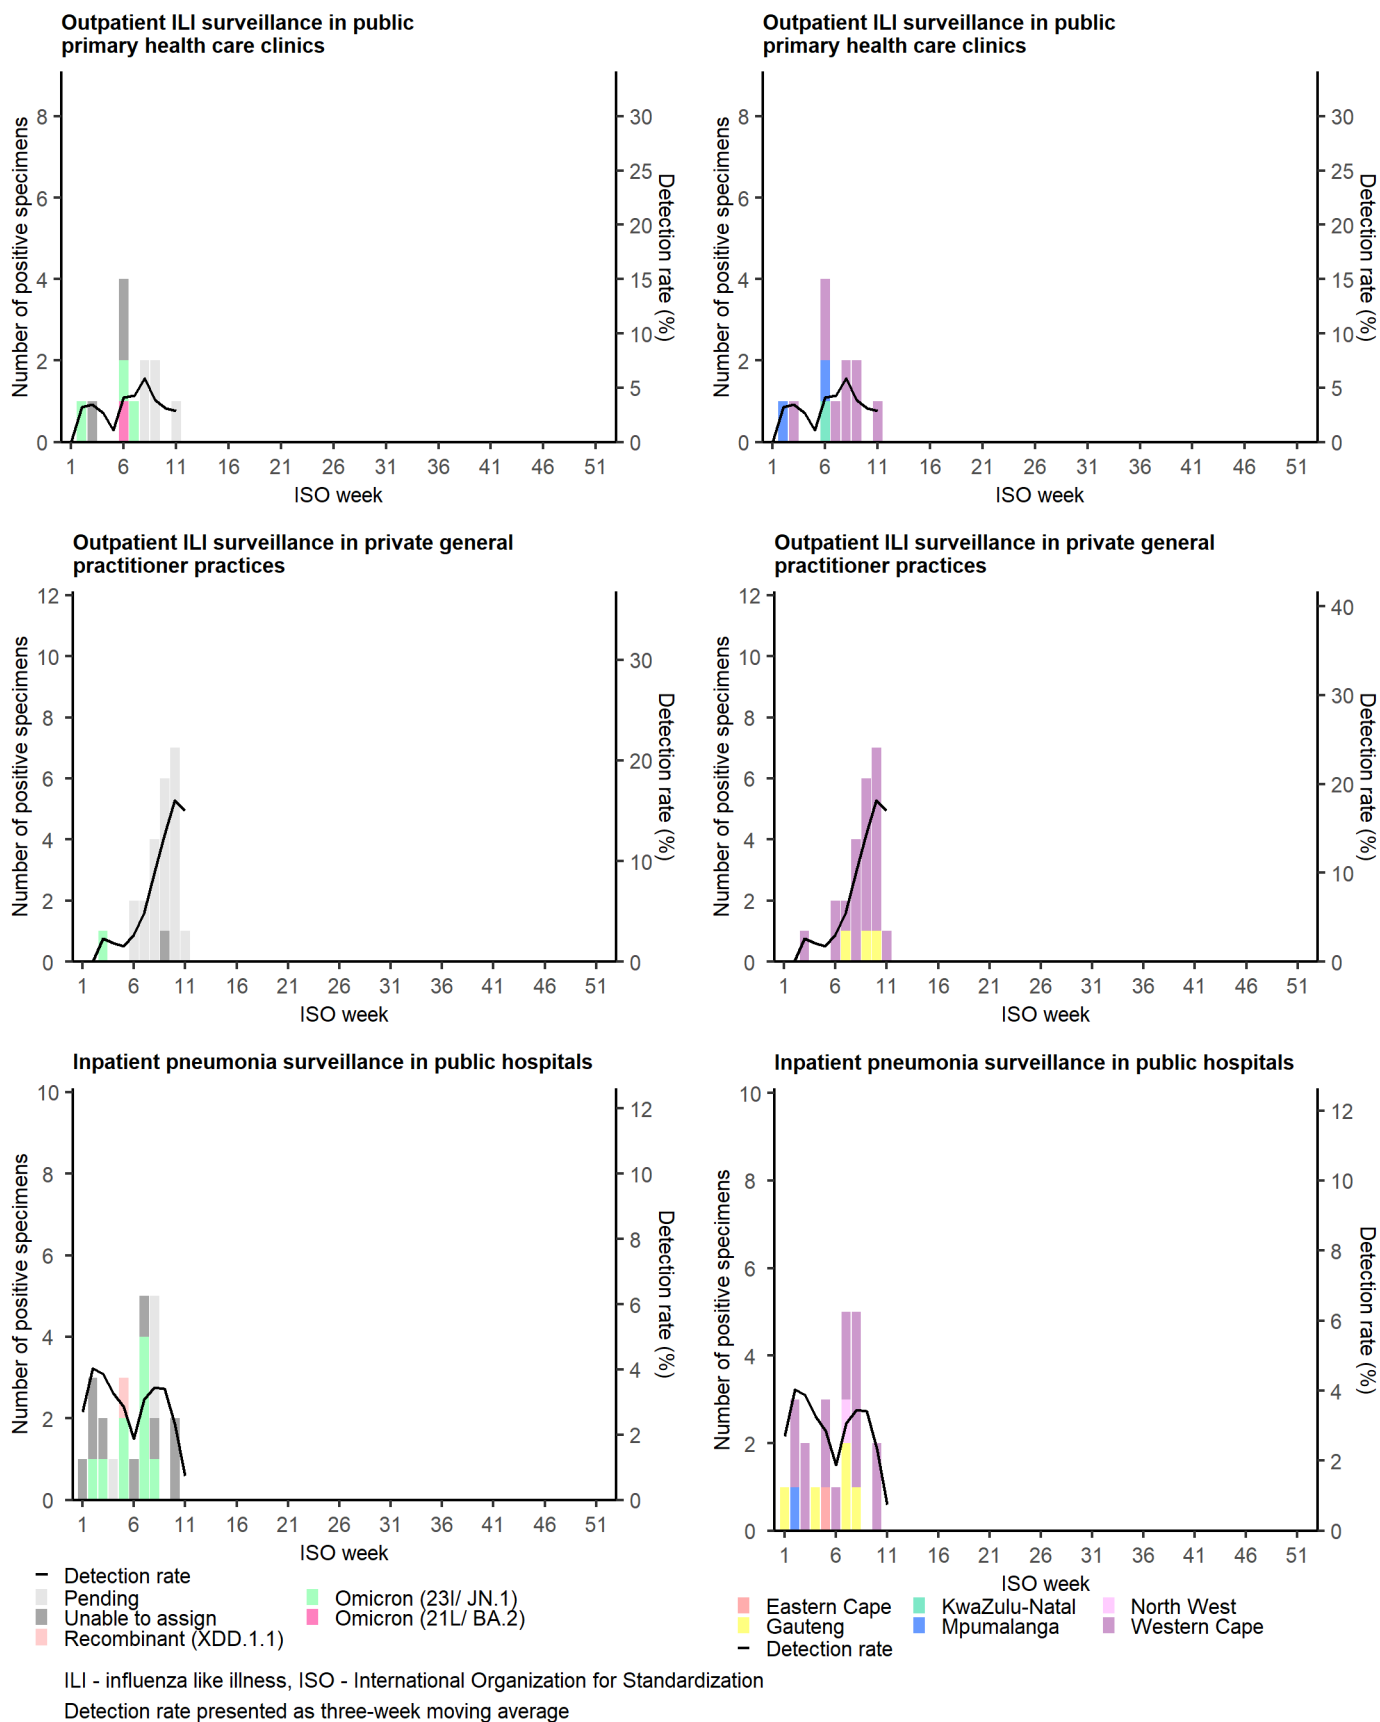 Outpatient ILI surveillance in public
primary health care clinics
Number of positive specimens
8
6
4
2
0
30
25
20
15
10
5
0
Detection rate (%)
1 6 11 16 21 26 31 36 41 46 51
ISO week
Outpatient ILI surveillance in public
primary health care clinics
Number of positive specimens
8
6
4
2
0
30
25
20
15
10
5
0
Detection rate (%)
1 6 11 16 21 26 31 36 41 46 51
ISO week
Outpatient ILI surveillance in private general
practitioner practices
Number of positive specimens
12
10
8
6
4
2
0
30
20
10
0
Detection rate (%)
1 6 11 16 21 26 31 36 41 46 51
ISO week
Outpatient ILI surveillance in private general
practitioner practices
Number of positive specimens
12
10
8
6
4
2
0
40
30
20
10
0
Detection rate (%)
1 6 11 16 21 26 31 36 41 46 51
ISO week
Inpatient pneumonia surveillance in public hospitals
Number of positive specimens
10
8
6
4
2
0
12
10
8
6
4
2
0
Detection rate (%)
1 6 11 16 21 26 31 36 41 46 51
ISO week
Detection rate
Pending
Unable to assign
Recombinant (XDD.1.1)
Omicron (23I/ JN.1)
Omicron (21L/ BA.2)
Inpatient pneumonia surveillance in public hospitals
Number of positive specimens
10
8
6
4
2
0
12
10
8
6
4
2
0
Detection rate (%)
1 6 11 16 21 26 31 36 41 46 51
ISO week
Eastern Cape
Gauteng
Detection rate
KwaZulu-Natal
Mpumalanga
North West
Western Cape
ILI - influenza like illness, ISO - International Organization for Standardization
Detection rate presented as three-week moving average